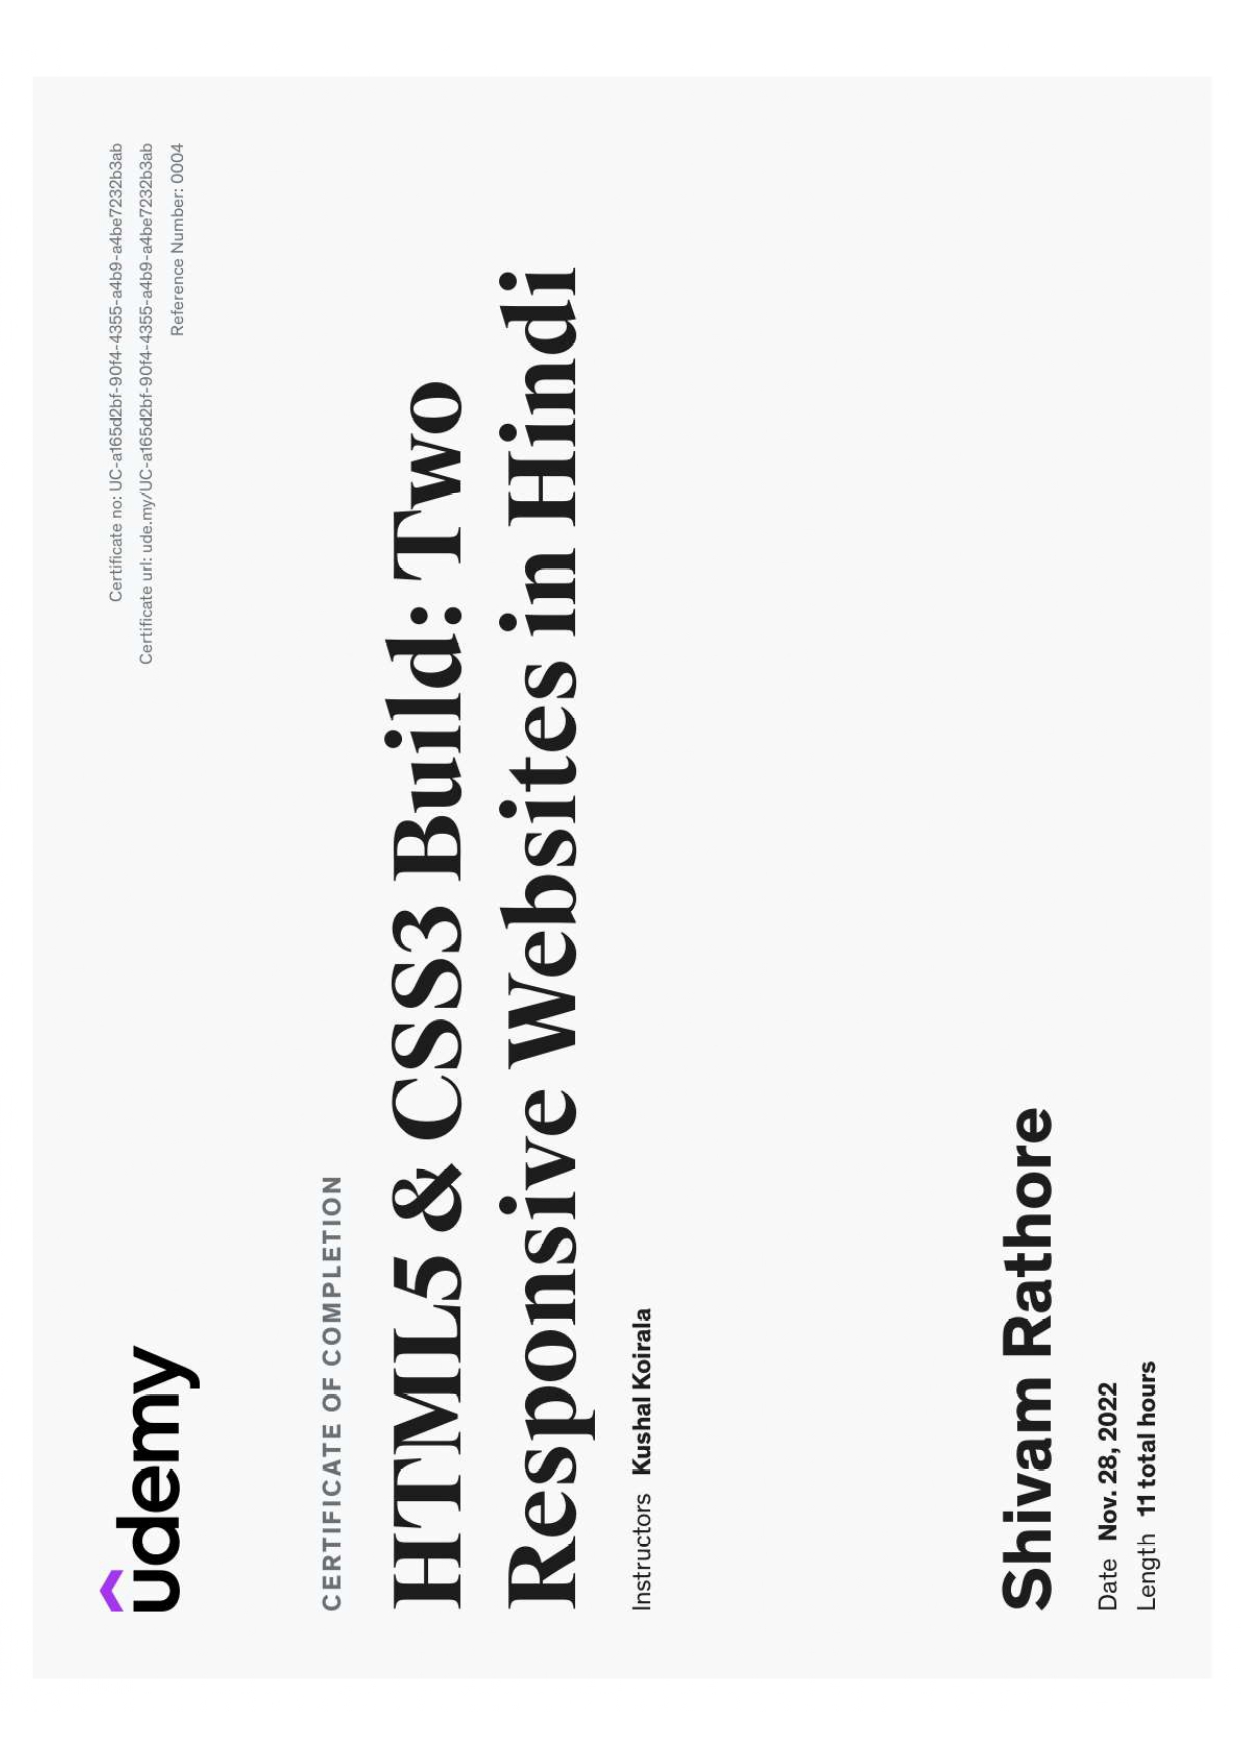 udemy
Certificate no: UC-a165d2bf-90f4-4355-a4b9-a4be7232b3ab
Certificate url: ude.my/UC-a165d2bf-90f4-4355-a4b9-a4be7232b3ab
Reference Number: 0004
CERTIFICATE OF COMPLETION
HTML5 & CSS3 Build: Two
Responsive Websites in Hindi
Instructors Kushal Koirala
Shivam Rathore
Date Nov. 28, 2022
Length 11 total hours